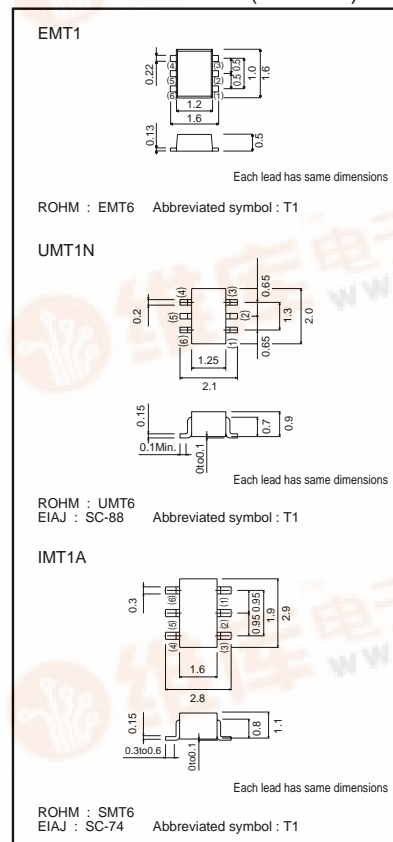 EMT1
0.22
(4)
(3)
(5)
(2)
(6)
(1)
0.5 0.5
1.0
1.6
1.2
1.6
0.13
0.5
Each lead has same dimensions
ROHM : EMT6 Abbreviated symbol : T1
UMT1N
0.2
(4)
(3)
(5)
(2)
(6)
(1)
0.65
1.3
2.0
0.65
1.25
2.1
0.15
0.1Min.
0to0.1
0.7
0.9
Each lead has same dimensions
ROHM : UMT6
EIAJ : SC-88 Abbreviated symbol : T1
IMT1A
0.3
(6)
(1)
(5)
(2)
(4)
(3)
0.95 0.95
1.9
2.9
1.6
2.8
0.15
0.3to0.6
0to0.1
0.8
1.1
Each lead has same dimensions
ROHM : SMT6
EIAJ : SC-74 Abbreviated symbol : T1
维库电